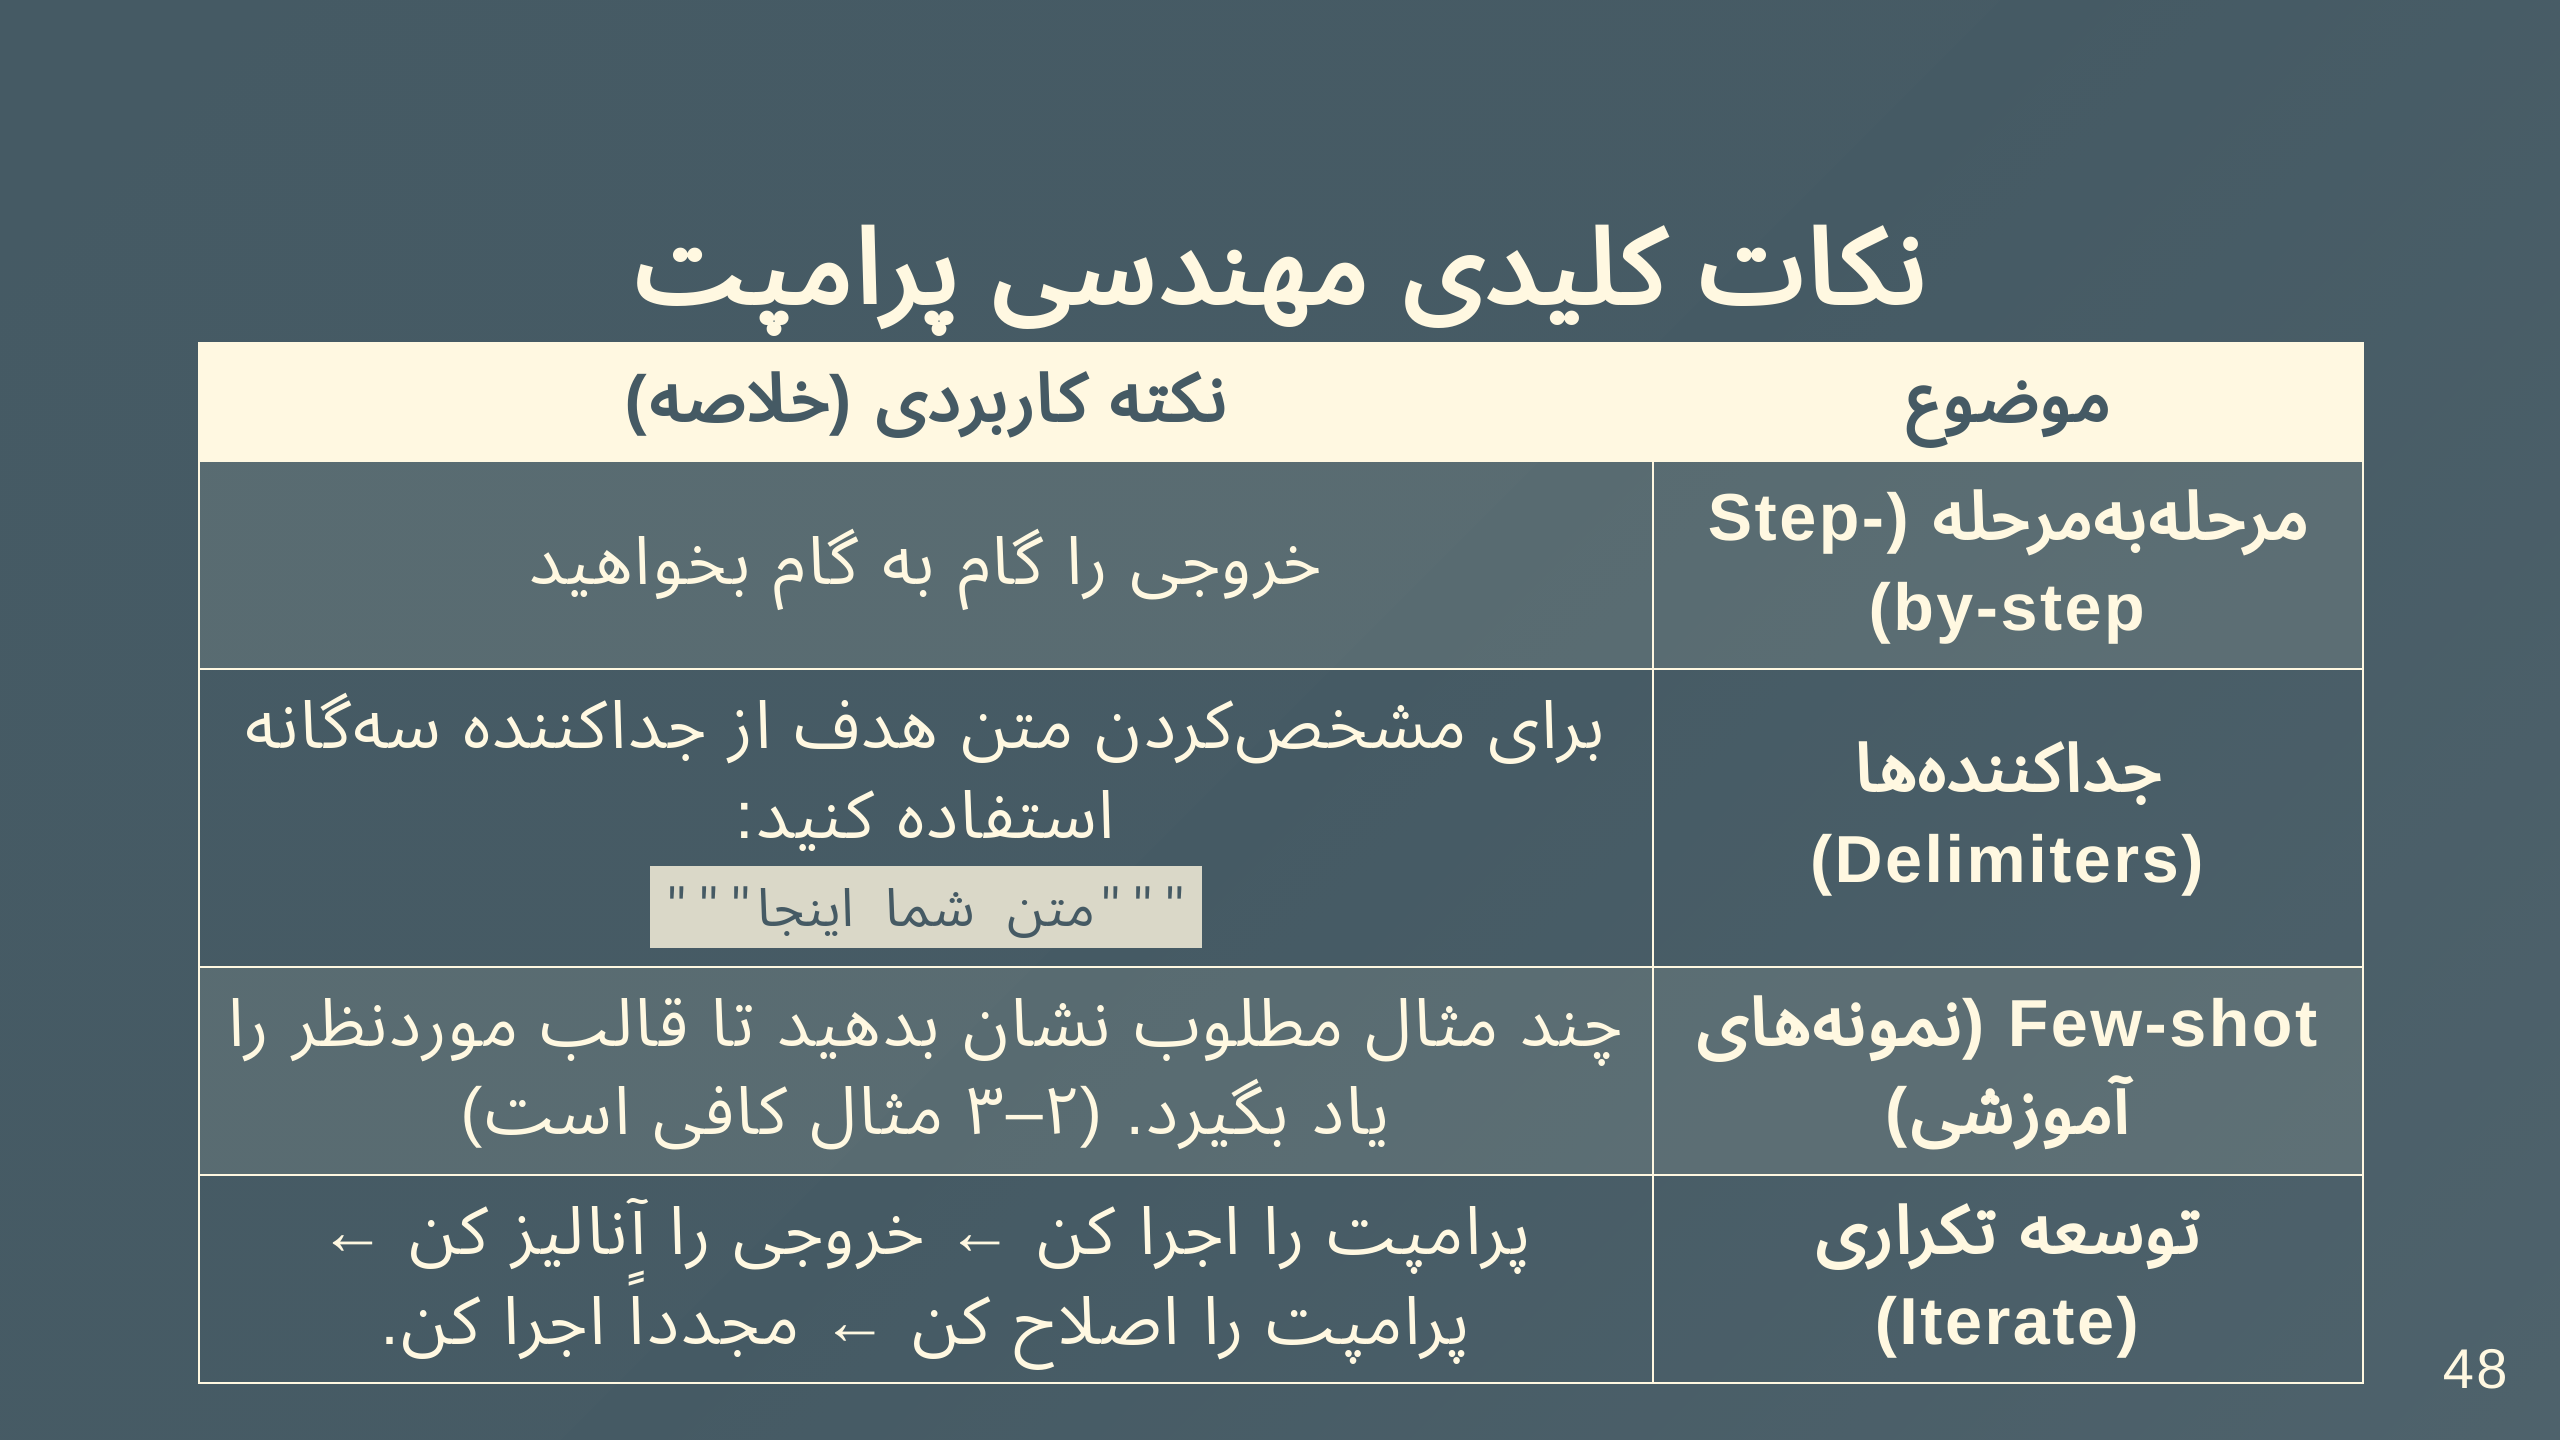 نکات کلیدی مهندسی پرامپت
موضوع
نکته کاربردی (خلاصه)
مرحله‌به‌مرحله (Step-
by-step)
خروجی را گام به گام بخواهید
جداکننده‌ها
(Delimiters)
برای مشخص‌کردن متن هدف از جداکننده سه‌گانه
استفاده کنید:
"""متن شما اینجا"""
Few-shot (نمونه‌های
آموزشی)
چند مثال مطلوب نشان بدهید تا قالب موردنظر را
یاد بگیرد. (۲–۳ مثال کافی است)
توسعه تکراری
(Iterate)
پرامپت را اجرا کن ← خروجی را آنالیز کن ←
پرامپت را اصلاح کن ← مجدداً اجرا کن.
48